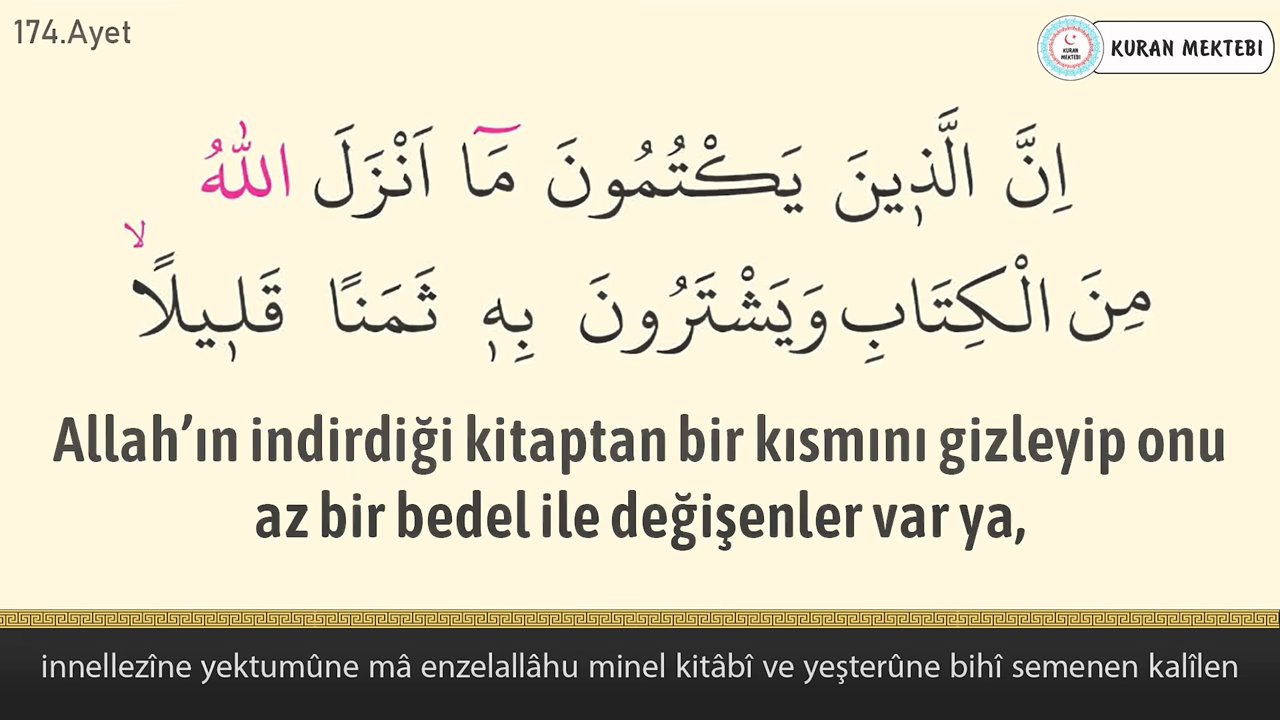 174.Ayet
KURAN MEKTEBI
KURAN
MEKTEBİ
اِنَّ الَّذ۪ينَ يَكْتُمُونَ مَٓا اَنْزَلَ اللّٰهُ
مِنَ الْكِتَابِ وَيَشْتَرُونَ بِه۪ ثَمَنًا قَل۪يلًاۙ
Allah’ın indirdiği kitaptan bir kısmını gizleyip onu
az bir bedel ile değişenler var ya,
innellezîne yektumûne mâ enzelallâhu minel kitâbî ve yeşterûne bihî semenen kalîlen